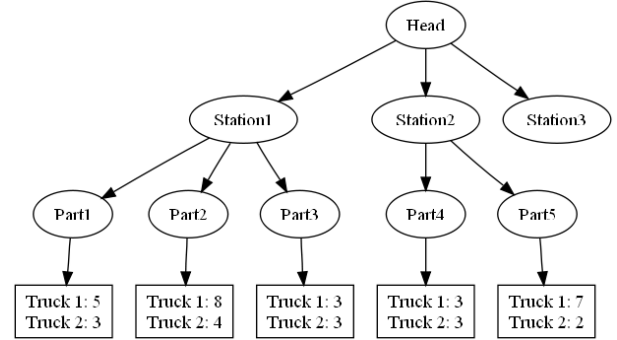 Head
Station1
Station2
Station3
Part1
Part2
Part3
Part4
Part5
Truck 1: 5
Truck 2: 3
Truck 1: 8
Truck 2: 4
Truck 1: 3
Truck 2: 3
Truck 1: 3
Truck 2: 3
Truck 1: 7
Truck 2: 2